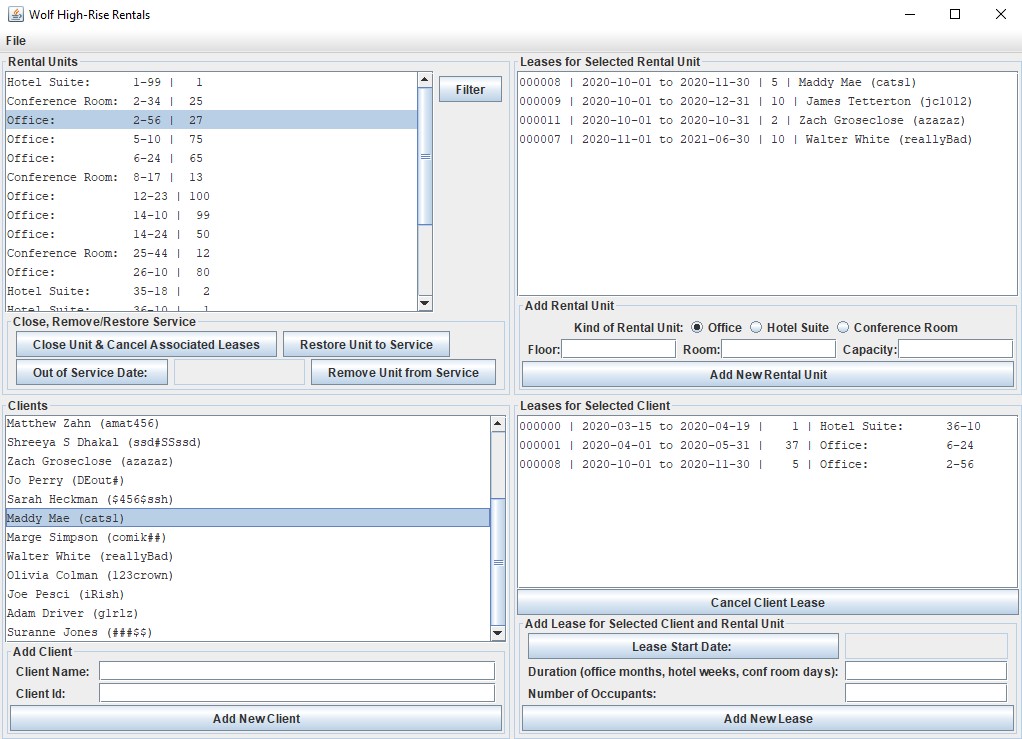 Wolf High-Rise Rentals
File
Rental Units
Hotel Suite: 1-99 | 1
Conference Room: 2-34 | 25
Office: 2-56 | 27
Office: 5-10 | 75
Office: 6-24 | 65
Conference Room: 8-17 | 13
Office: 12-23 | 100
Office: 14-10 | 99
Office: 14-24 | 50
Conference Room: 25-44 | 12
Office: 26-10 | 80
Hotel Suite: 35-18 | 2
Hotel Suite: 36-10 | 1
Filter
Close, Remove/Restore Service
Close Unit & Cancel Associated Leases
Restore Unit to Service
Out of Service Date:
Remove Unit from Service
Leases for Selected Rental Unit
000008 | 2020-10-01 to 2020-11-30 | 5 | Maddy Mae (cats1)
000009 | 2020-10-01 to 2020-12-31 | 10 | James Tetterton (jc1012)
000011 | 2020-10-01 to 2020-10-31 | 2 | Zach Groseclose (azazaz)
000007 | 2020-11-01 to 2021-06-30 | 10 | Walter White (reallyBad)
Add Rental Unit
Kind of Rental Unit: Office Hotel Suite Conference Room
Floor: Room: Capacity:
Add New Rental Unit
Clients
Matthew Zahn (amat456)
Shreeya S Dhakal (ssd#SSssd)
Zach Groseclose (azazaz)
Jo Perry (DEout#)
Sarah Heckman ($456$ssh)
Maddy Mae (cats1)
Marge Simpson (comik##)
Walter White (reallyBad)
Olivia Colman (123crown)
Joe Pesci (iRish)
Adam Driver (g1rlz)
Suranne Jones (###$$)
Add Client
Client Name:
Client Id:
Add New Client
Leases for Selected Client
000000 | 2020-03-15 to 2020-04-19 | 1 | Hotel Suite: 36-10
000001 | 2020-04-01 to 2020-05-31 | 37 | Office: 6-24
000008 | 2020-10-01 to 2020-11-30 | 5 | Office: 2-56
Cancel Client Lease
Add Lease for Selected Client and Rental Unit
Lease Start Date:
Duration (office months, hotel weeks, conf room days):
Number of Occupants:
Add New Lease